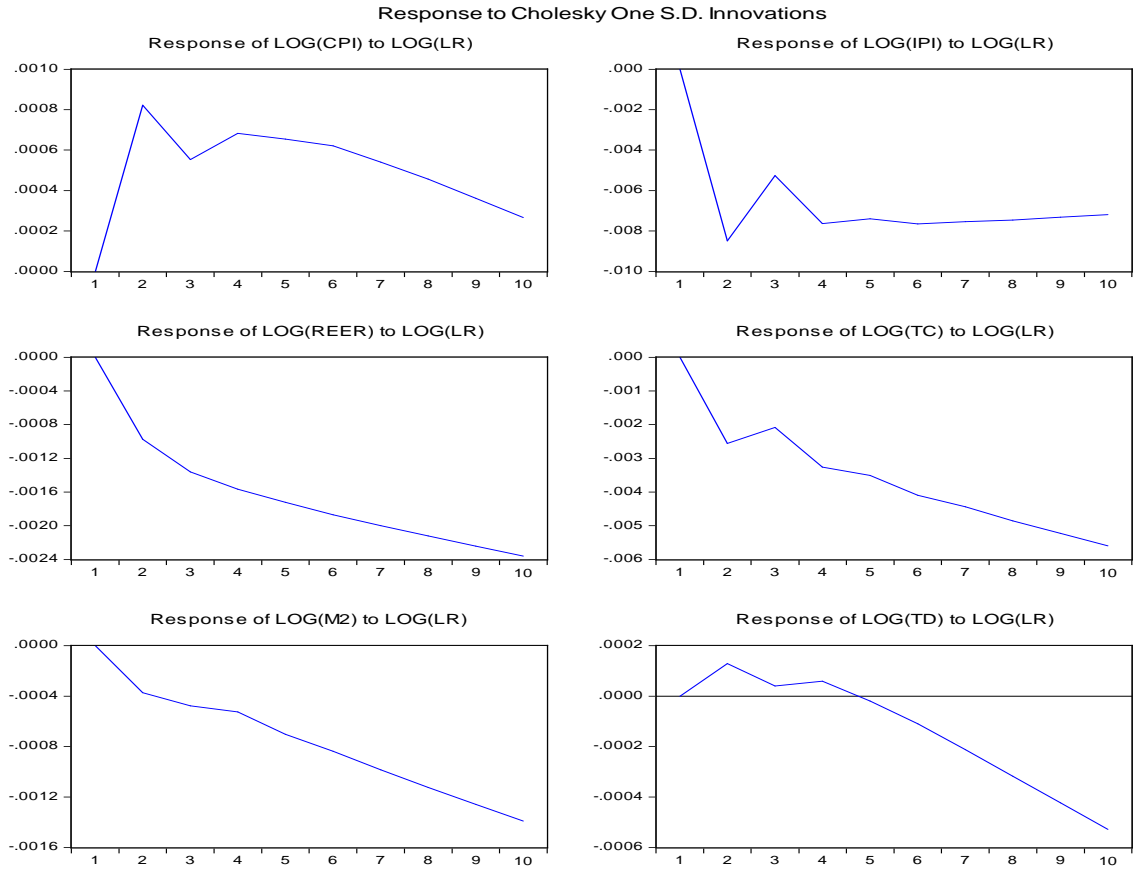 Response to Cholesky One S.D. Innovations
Response of LOG(CPI) to LOG(LR)
.0010
.0008
.0006
.0004
.0002
.0000
1 2 3 4 5 6 7 8 9 10
Response of LOG(IPI) to LOG(LR)
.000
-.002
-.004
-.006
-.008
-.010
1 2 3 4 5 6 7 8 9 10
Response of LOG(REER) to LOG(LR)
.0000
-.0004
-.0008
-.0012
-.0016
-.0020
-.0024
1 2 3 4 5 6 7 8 9 10
Response of LOG(TC) to LOG(LR)
.000
-.001
-.002
-.003
-.004
-.005
-.006
1 2 3 4 5 6 7 8 9 10
Response of LOG(M2) to LOG(LR)
.0000
-.0004
-.0008
-.0012
-.0016
1 2 3 4 5 6 7 8 9 10
Response of LOG(TD) to LOG(LR)
.0002
.0000
-.0002
-.0004
-.0006
1 2 3 4 5 6 7 8 9 10